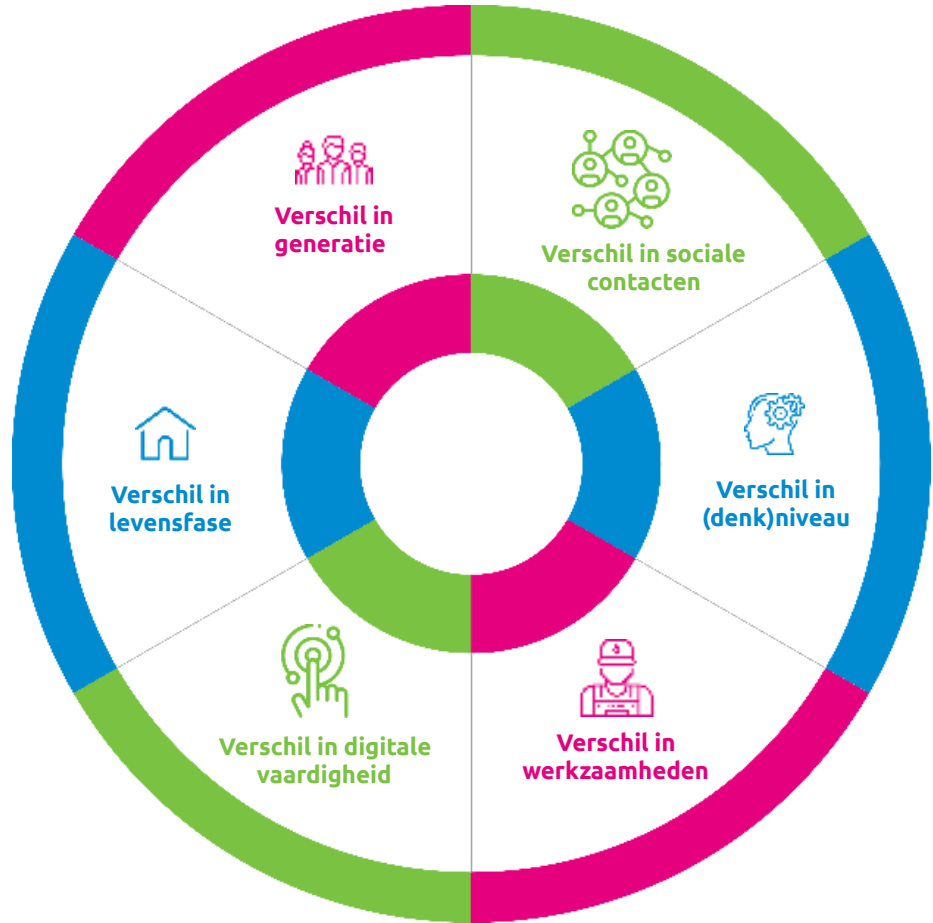 Verschil in
generatie
Verschil in sociale
contacten
Verschil in
levensfase
Verschil in
(denk)niveau
Verschil in digitale
vaardigheid
Verschil in
werkzaamheden